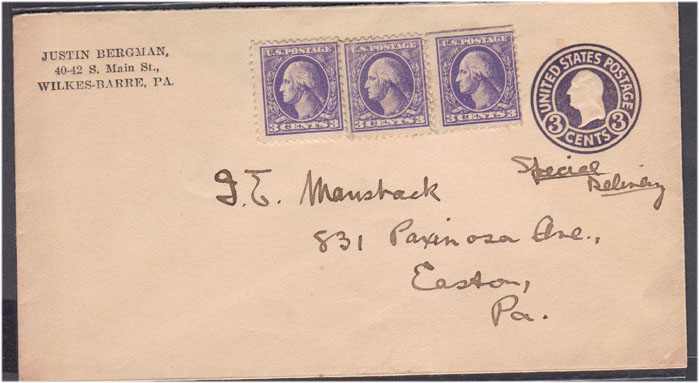 JUSTIN BERGMAN,
40-42 S. Main St.,
WILKES-BARRE, PA.
U.S. POSTAGE U.S. POSTAGE U.S. POSTAGE
3 CENTS 3 3 CENTS 3 3 CENTS 3
UNITED STATES POSTAGE
3 CENTS 3
Special
Delivery
J. E. Mansback
831 Paxinosa Ave.,
Easton,
Pa.